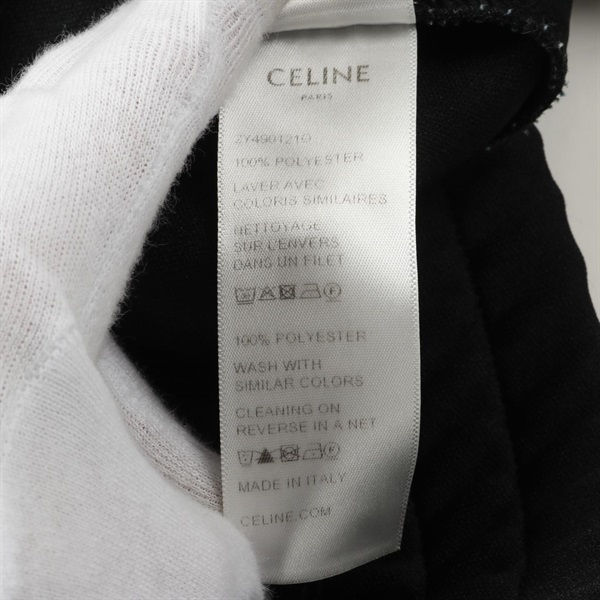 CELINE
PARIS
2Y490121O
100% POLYESTER
LAVER AVEC
COLORIS SIMILAIRES
NETTOYAGE
SUR L'ENVERS
DANS UN FILET
100% POLYESTER
WASH WITH
SIMILAR COLORS
CLEANING ON
REVERSE IN A NET
MADE IN ITALY
CELINE.COM